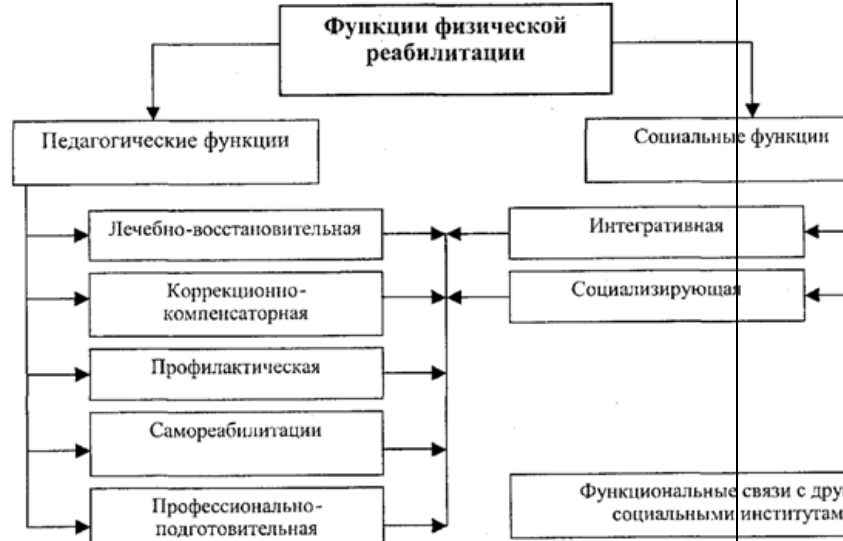 Функции физической
реабилитации
Педагогические функции
Социальные функции
Лечебно-восстановительная
Интегративная
Коррекционно-
компенсаторная
Социализирующая
Профилактическая
Самореабилитации
Профессионально-
подготовительная
Функциональные связи с дру
социальными институтам